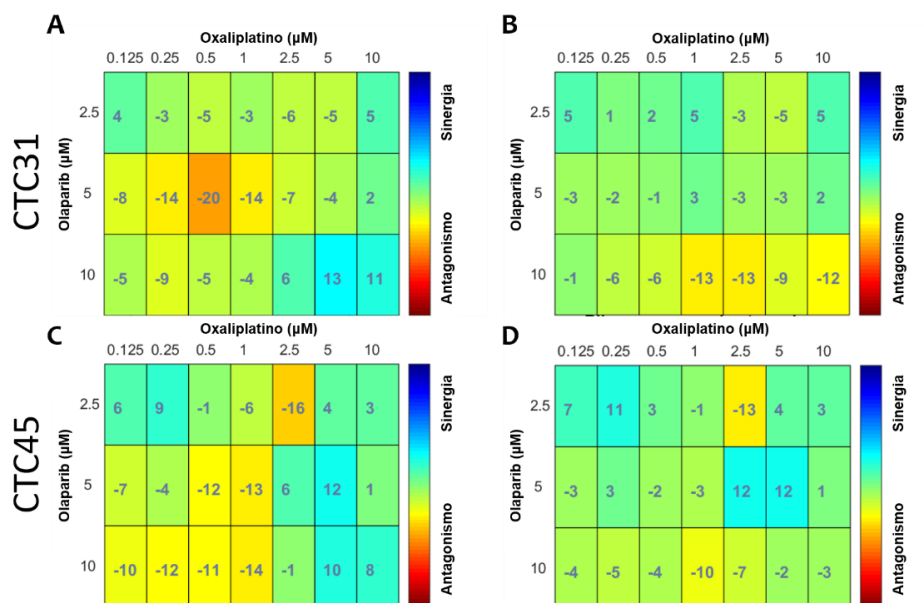 A
B
Oxaliplatino (µM)
Oxaliplatino (µM)
0.125 0.25 0.5 1 2.5 5 10
0.125 0.25 0.5 1 2.5 5 10
CTC31
Olaparib (µM)
2.5 4 -3 -5 -3 -6 -5 5
5 -8 -14 -20 -14 -7 -4 2
10 -5 -9 -5 -4 6 13 11
Sinergia
Antagonismo
Olaparib (µM)
2.5 5 1 2 5 -3 -5 5
5 -3 -2 -1 3 -3 -3 2
10 -1 -6 -6 -13 -13 -9 -12
Sinergia
Antagonismo
C
D
Oxaliplatino (µM)
Oxaliplatino (µM)
0.125 0.25 0.5 1 2.5 5 10
0.125 0.25 0.5 1 2.5 5 10
CTC45
Olaparib (µM)
2.5 6 9 -1 -6 -16 4 3
5 -7 -4 -12 -13 6 12 1
10 -10 -12 -11 -14 -1 10 8
Sinergia
Antagonismo
Olaparib (µM)
2.5 7 11 3 -1 -13 4 3
5 -3 3 -2 -3 12 12 1
10 -4 -5 -4 -10 -7 -2 -3
Sinergia
Antagonismo